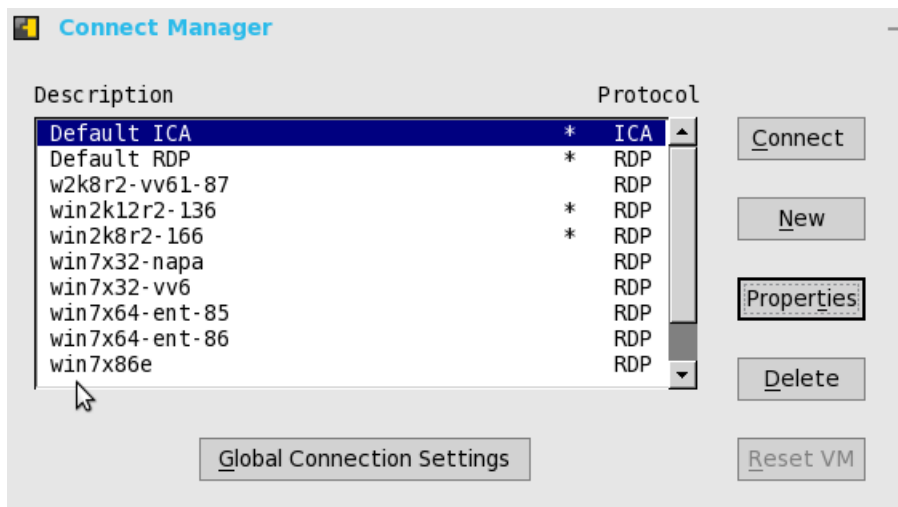 Connect Manager
Description Protocol
Default ICA * ICA
Default RDP * RDP
w2k8r2-vv61-87 RDP
win2k12r2-136 * RDP
win2k8r2-166 * RDP
win7x32-napa RDP
win7x32-vv6 RDP
win7x64-ent-85 RDP
win7x64-ent-86 RDP
win7x86e RDP
Connect
New
Properties
Delete
Global Connection Settings
Reset VM